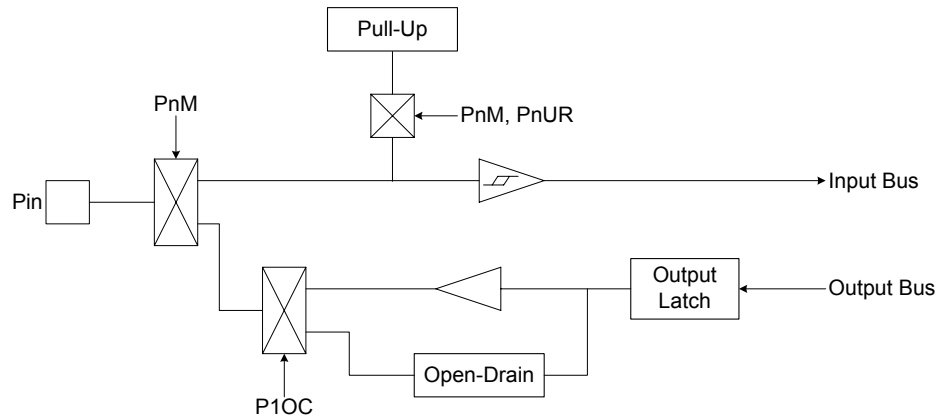 Pull-Up
PnM
PnM, PnUR
Pin
Input Bus
Output
Latch
Output Bus
Open-Drain
P1OC